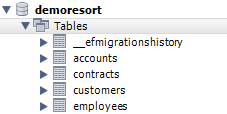 demoresort
Tables
__efmigrationshistory
accounts
contracts
customers
employees